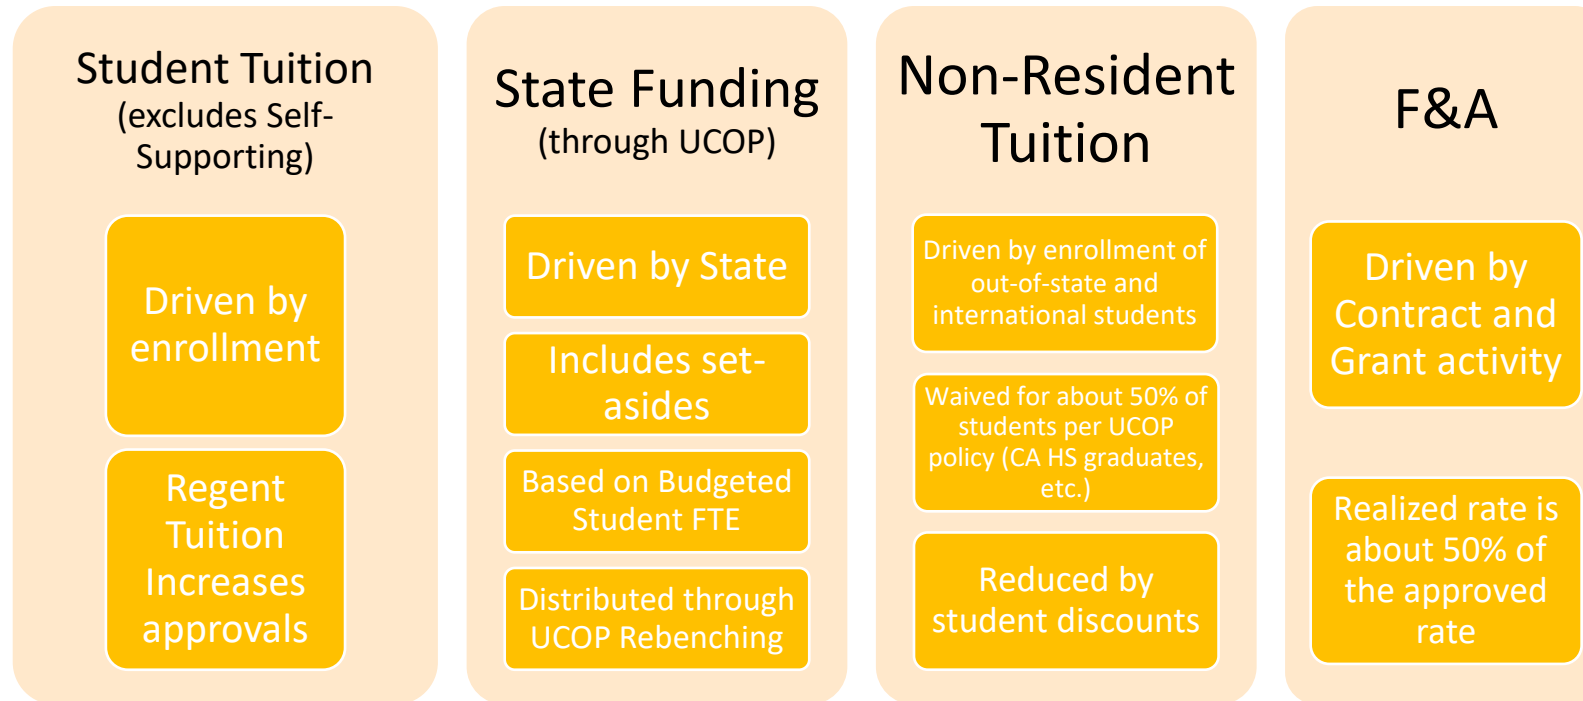 Student Tuition
(excludes Self-
Supporting)
Driven by
enrollment
Regent
Tuition
Increases
approvals
State Funding
(through UCOP)
Driven by State
Includes set-
asides
Based on Budgeted
Student FTE
Distributed through
UCOP Rebenching
Non-Resident
Tuition
Driven by enrollment of
out-of-state and
international students
Waived for about 50% of
students per UCOP
policy (CA HS graduates,
etc.)
Reduced by
student discounts
F&A
Driven by
Contract and
Grant activity
Realized rate is
about 50% of
the approved
rate